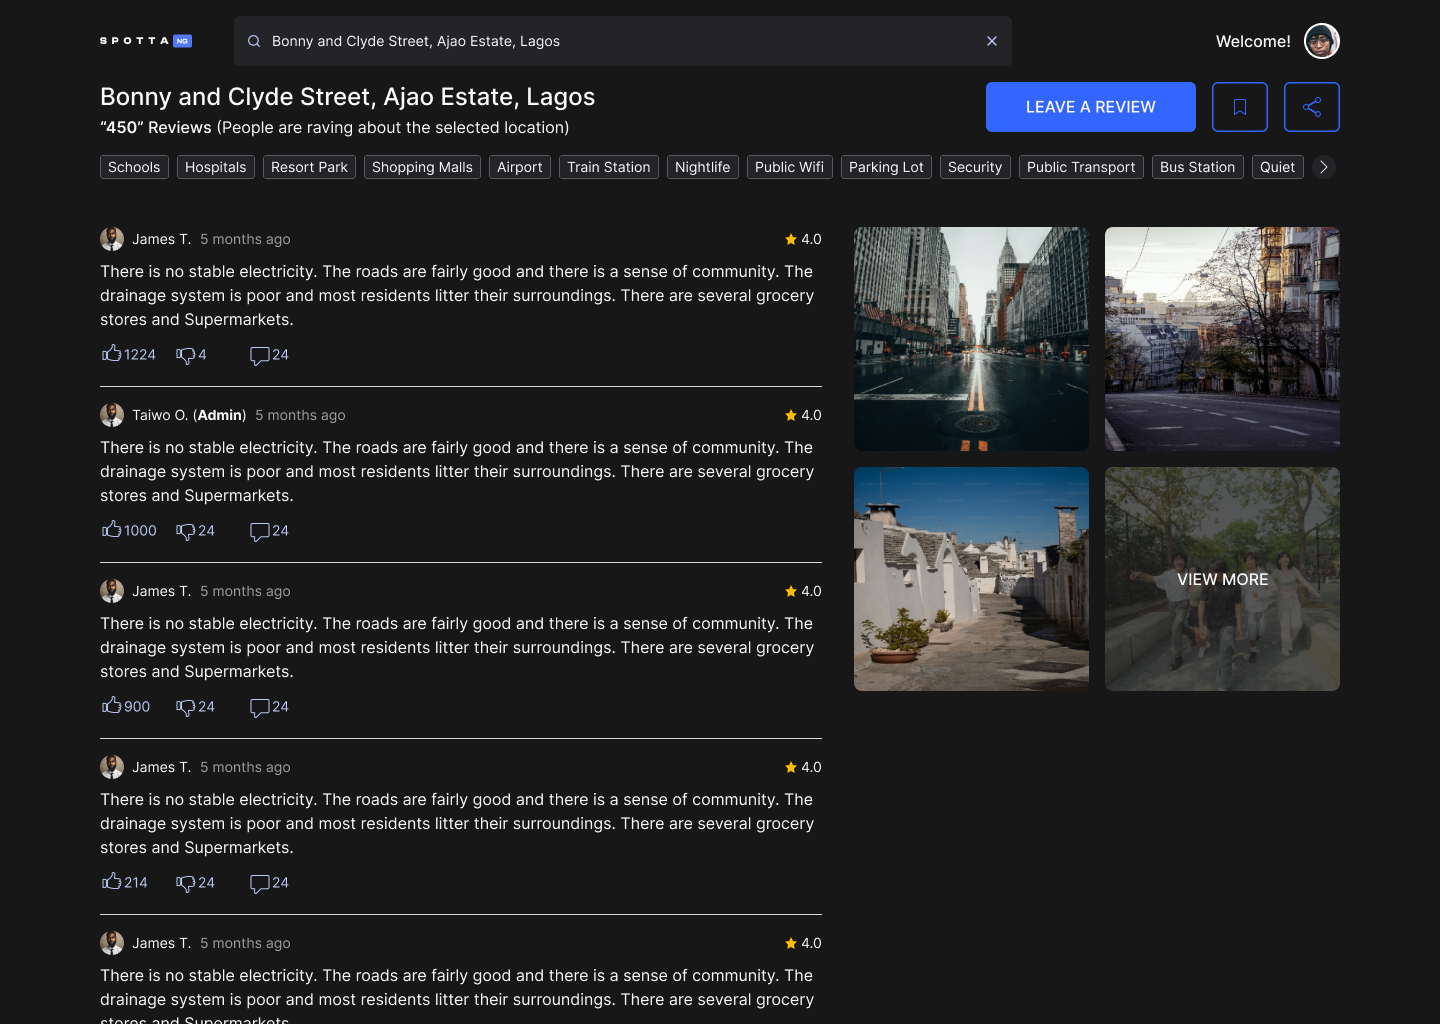 SPOTTA NG
Bonny and Clyde Street, Ajao Estate, Lagos
Welcome!
Bonny and Clyde Street, Ajao Estate, Lagos
“450” Reviews (People are raving about the selected location)
LEAVE A REVIEW
Schools Hospitals Resort Park Shopping Malls Airport Train Station Nightlife Public Wifi Parking Lot Security Public Transport Bus Station Quiet
James T. 5 months ago 4.0
There is no stable electricity. The roads are fairly good and there is a sense of community. The
drainage system is poor and most residents litter their surroundings. There are several grocery
stores and Supermarkets.
1224 4 24
Taiwo O. (Admin) 5 months ago 4.0
There is no stable electricity. The roads are fairly good and there is a sense of community. The
drainage system is poor and most residents litter their surroundings. There are several grocery
stores and Supermarkets.
1000 24 24
James T. 5 months ago 4.0
There is no stable electricity. The roads are fairly good and there is a sense of community. The
drainage system is poor and most residents litter their surroundings. There are several grocery
stores and Supermarkets.
900 24 24
James T. 5 months ago 4.0
There is no stable electricity. The roads are fairly good and there is a sense of community. The
drainage system is poor and most residents litter their surroundings. There are several grocery
stores and Supermarkets.
214 24 24
James T. 5 months ago 4.0
There is no stable electricity. The roads are fairly good and there is a sense of community. The
drainage system is poor and most residents litter their surroundings. There are several grocery
stores and Supermarkets.
VIEW MORE